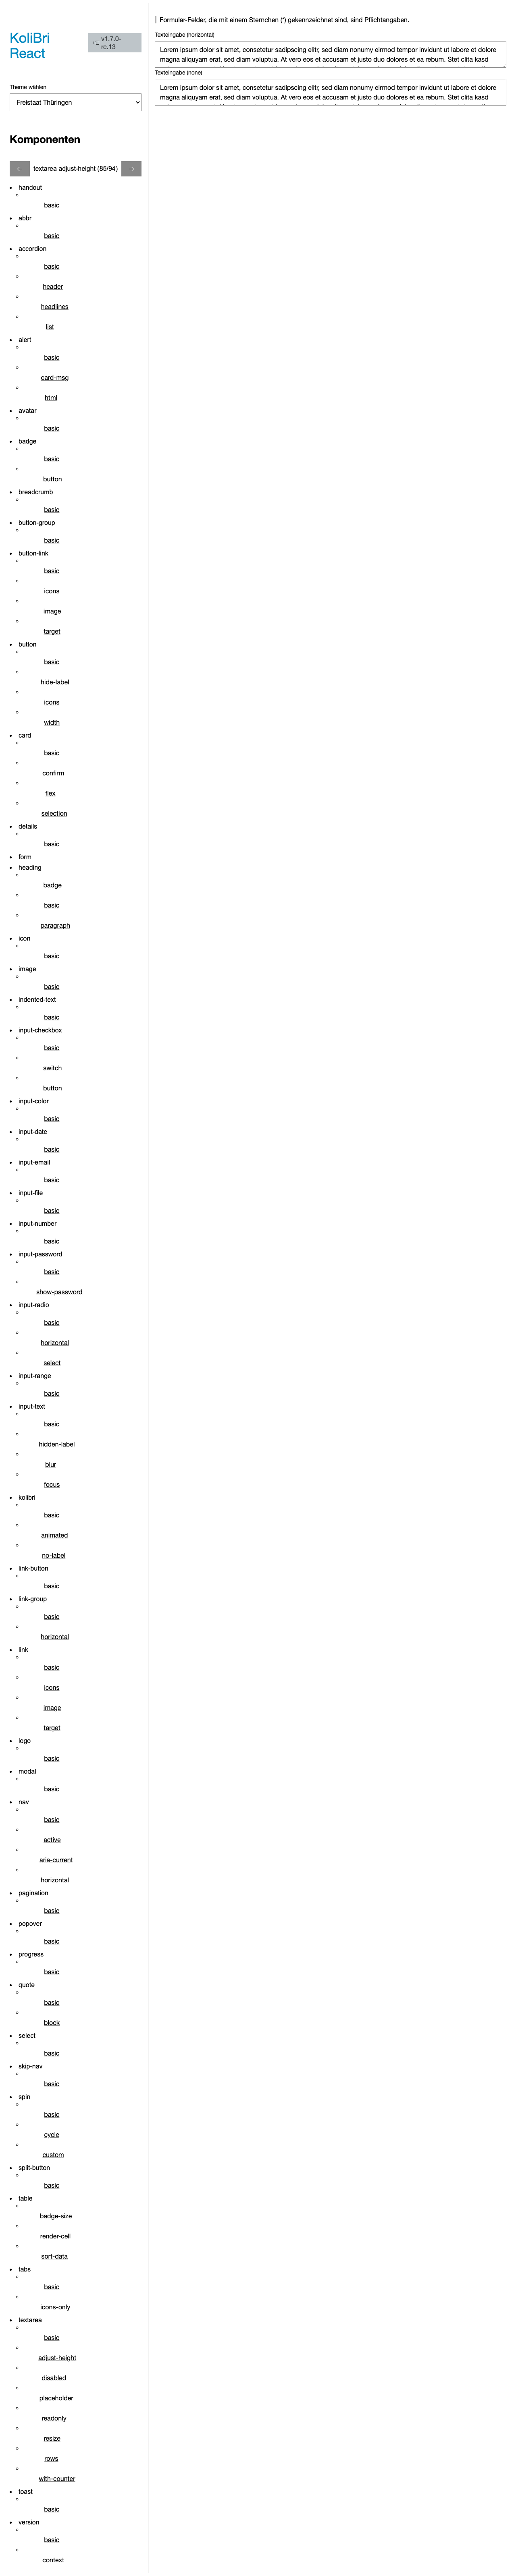 KoliBri
React
v1.7.0-
rc.13
Theme wählen
Freistaat Thüringen
Komponenten
← textarea adjust-height (85/94) →
handout
basic
abbr
basic
accordion
basic
header
headlines
list
alert
basic
card-msg
html
avatar
basic
badge
basic
button
breadcrumb
basic
button-group
basic
button-link
basic
icons
image
target
button
basic
hide-label
icons
width
card
basic
confirm
flex
selection
details
basic
form
heading
badge
basic
paragraph
icon
basic
image
basic
indented-text
basic
input-checkbox
basic
switch
button
input-color
basic
input-date
basic
input-email
basic
input-file
basic
input-number
basic
input-password
basic
show-password
input-radio
basic
horizontal
select
input-range
basic
input-text
basic
hidden-label
blur
focus
kolibri
basic
animated
no-label
link-button
basic
link-group
basic
horizontal
link
basic
icons
image
target
logo
basic
modal
basic
nav
basic
active
aria-current
horizontal
pagination
basic
popover
basic
progress
basic
quote
basic
block
select
basic
skip-nav
basic
spin
basic
cycle
custom
split-button
basic
table
badge-size
render-cell
sort-data
tabs
basic
icons-only
textarea
basic
adjust-height
disabled
placeholder
readonly
resize
rows
with-counter
toast
basic
version
basic
context
Formular-Felder, die mit einem Sternchen (*) gekennzeichnet sind, sind Pflichtangaben.
Texteingabe (horizontal)
Lorem ipsum dolor sit amet, consetetur sadipscing elitr, sed diam nonumy eirmod tempor invidunt ut labore et dolore
magna aliquyam erat, sed diam voluptua. At vero eos et accusam et justo duo dolores et ea rebum. Stet clita kasd
Texteingabe (none)
Lorem ipsum dolor sit amet, consetetur sadipscing elitr, sed diam nonumy eirmod tempor invidunt ut labore et dolore
magna aliquyam erat, sed diam voluptua. At vero eos et accusam et justo duo dolores et ea rebum. Stet clita kasd